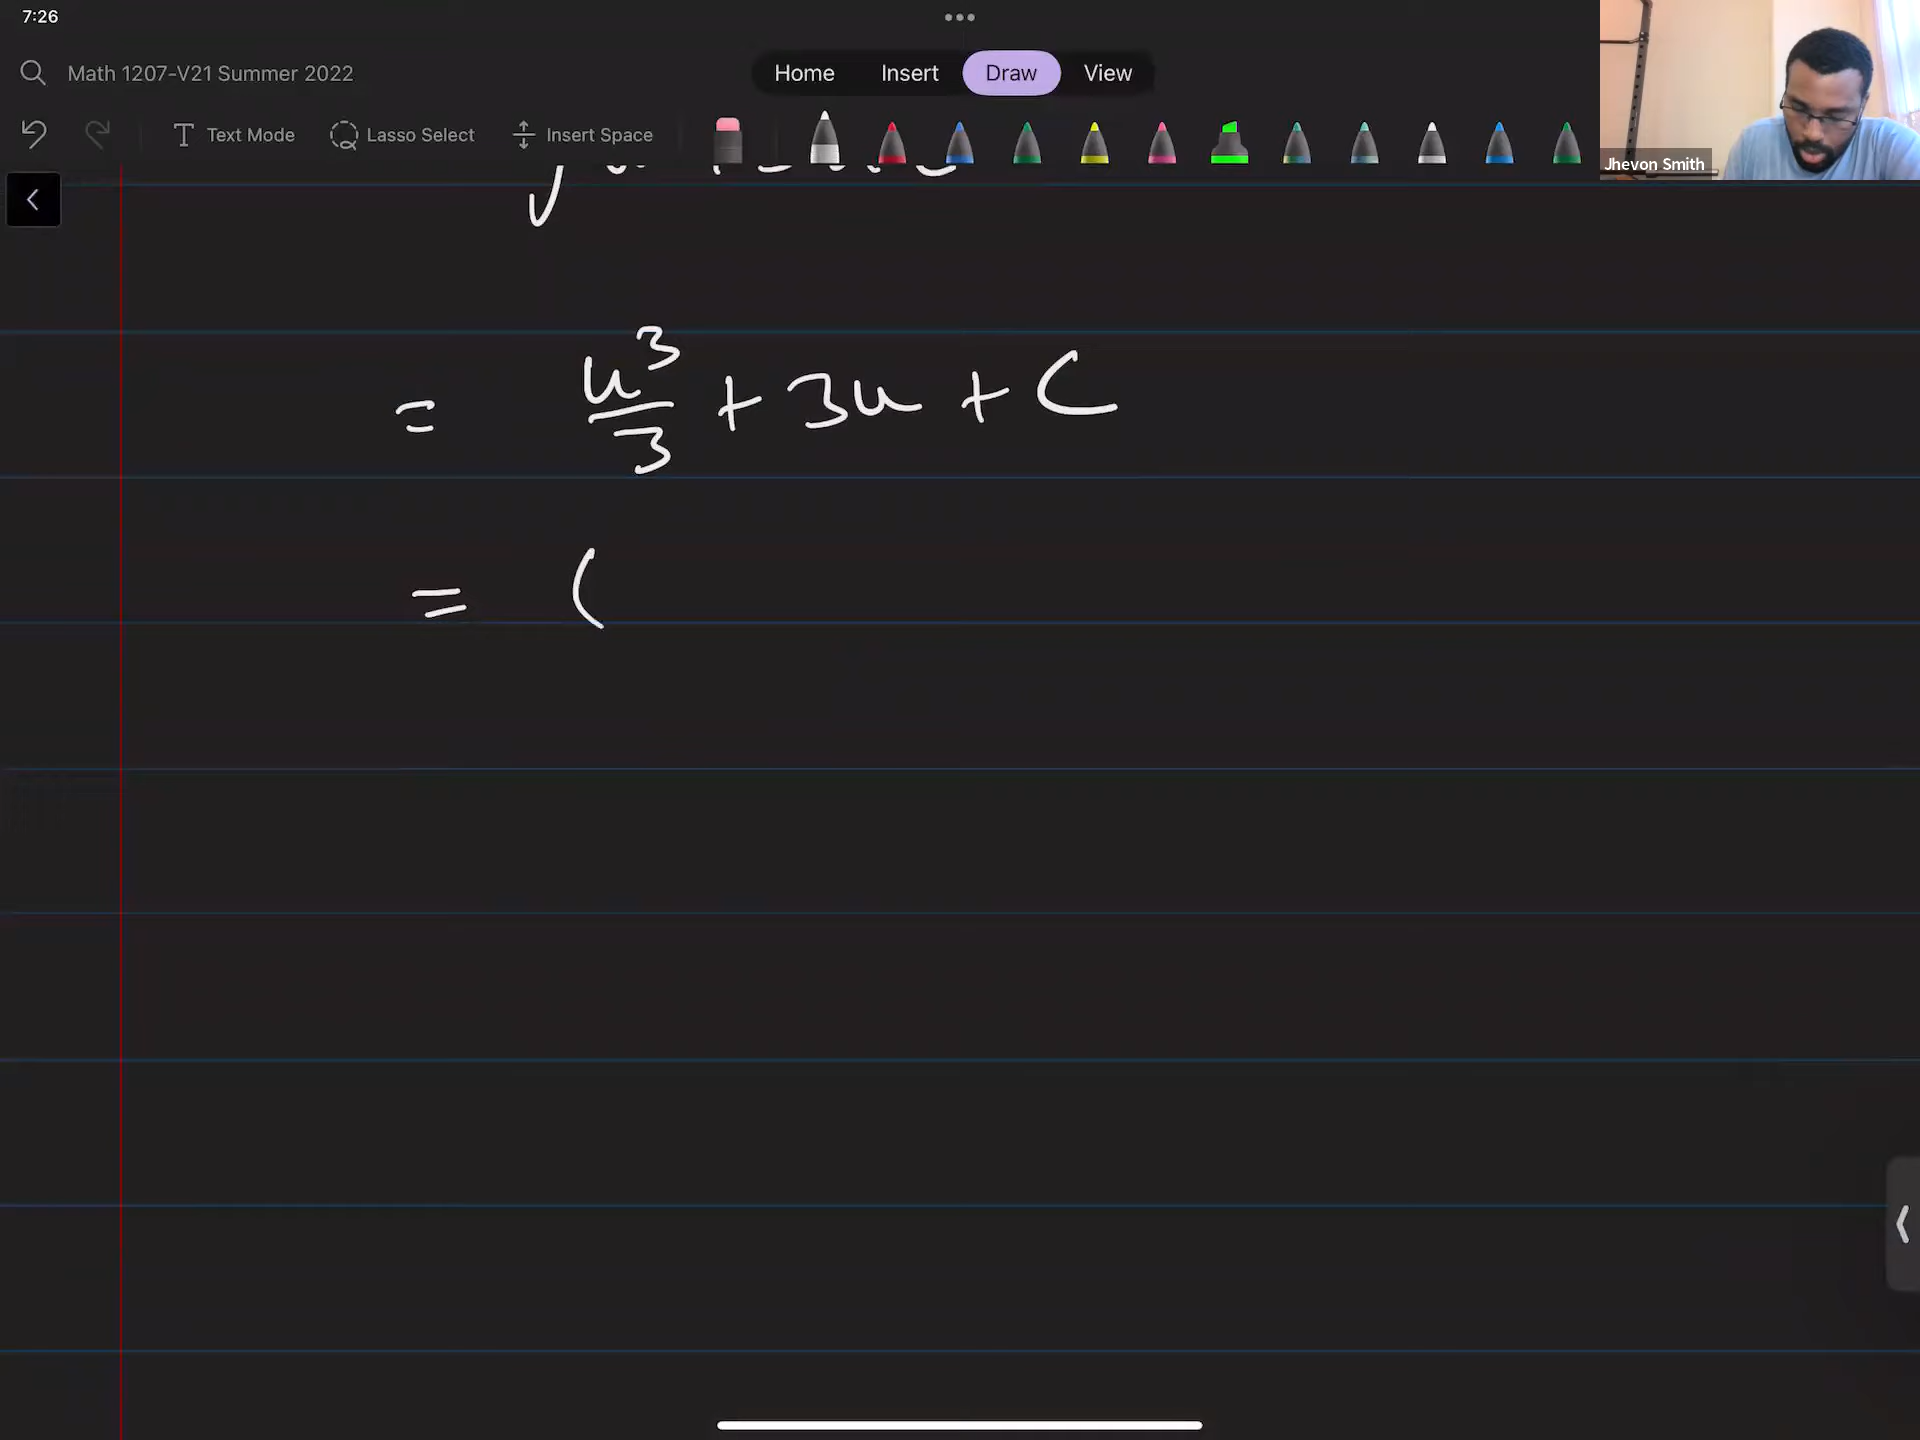 7:26
Math 1207-V21 Summer 2022
Home Insert Draw View
Text Mode Lasso Select Insert Space
Jhevon Smith
= u³/3 + 3u + C
= (